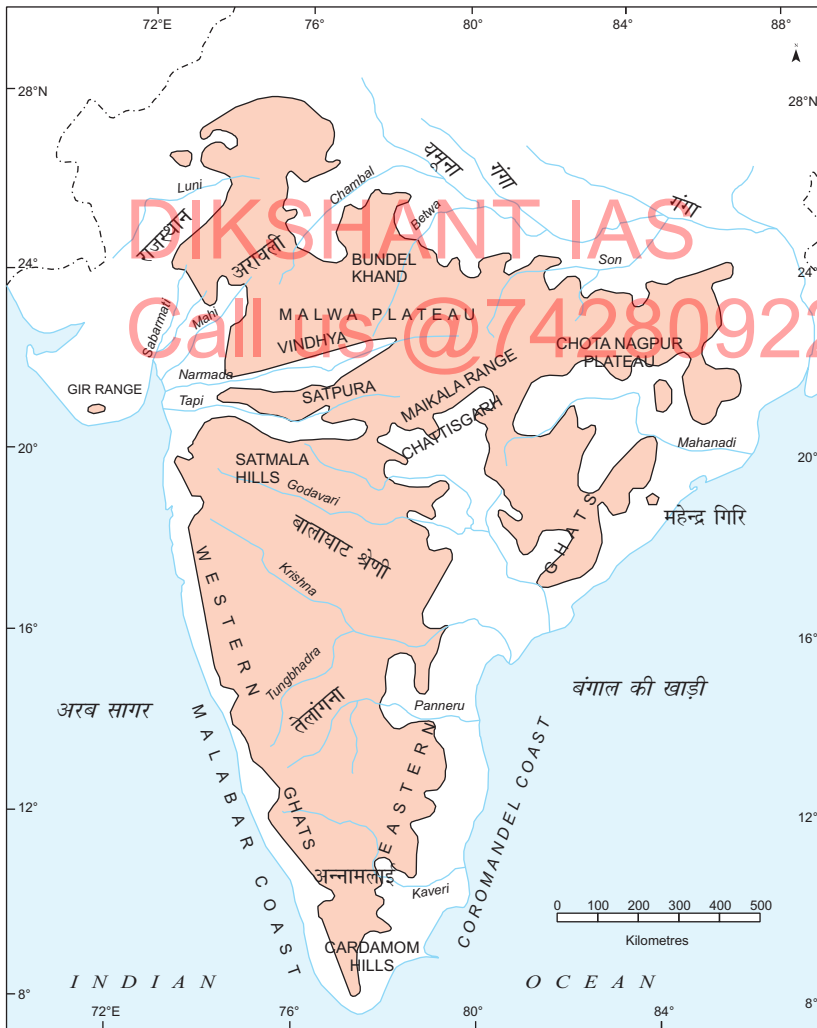 72°E 76° 80° 84° 88°
N
28°N 28°N
यमूना
गंगा
Chambal
Luni
Betwa
गंगा
DIKSHANT IAS
राजस्थान
अरावली
BUNDEL
KHAND
Son
24° 24°
Sabarmati
Mahi
MALWA PLATEAU
Call us @74280922
VINDHYA
CHOTA NAGPUR
PLATEAU
Narmada
GIR RANGE
SATPURA
MAIKALA RANGE
Tapi
CHATTISGARH
20° 20°
Mahanadi
SATMALA
HILLS
Godavari
GHATS
महेन्द्र गिरि
बालाघाट श्रेणी
WESTERN
Krishna
16° 16°
Tungbhadra
बंगाल की खाड़ी
अरब सागर
तेलांगना
Panneru
MALABAR COAST
EASTERN
COROMANDEL COAST
12° 12°
GHATS
अन्नामलाई
Kaveri
0 100 200 300 400 500
Kilometres
CARDAMOM
HILLS
INDIAN OCEAN
8° 8°
72°E 76° 80° 84°